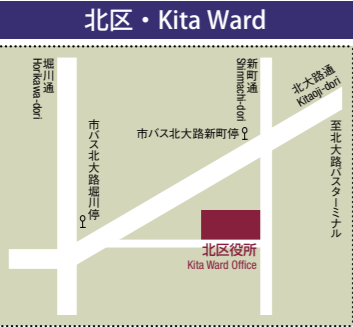 北区・Kita Ward
堀川通
Horikawa-dori
新町通
Shinmachi-dori
北大路通
Kitaoji-dori
市バス北大路新町停
市バス北大路堀川停
至北大路バスターミナル
北区役所
Kita Ward Office